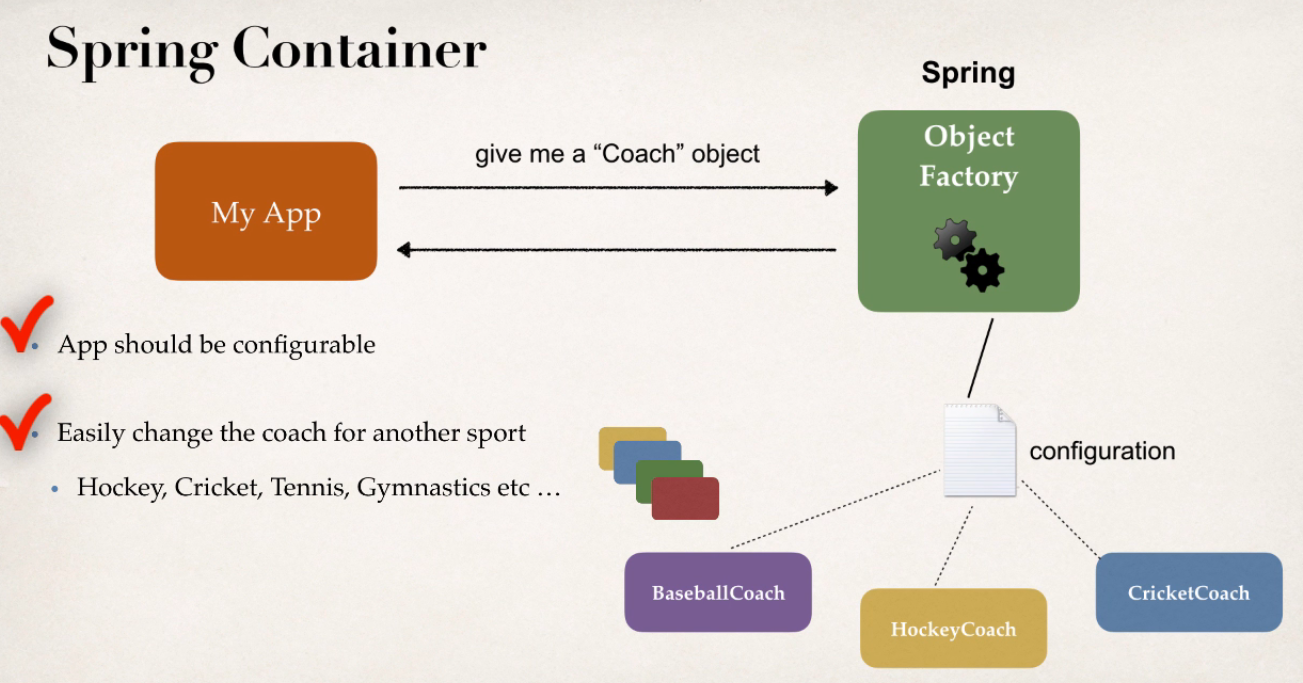 Spring Container
Spring
Object
Factory
give me a “Coach” object
My App
• App should be configurable
• Easily change the coach for another sport
• Hockey, Cricket, Tennis, Gymnastics etc …
configuration
BaseballCoach
HockeyCoach
CricketCoach